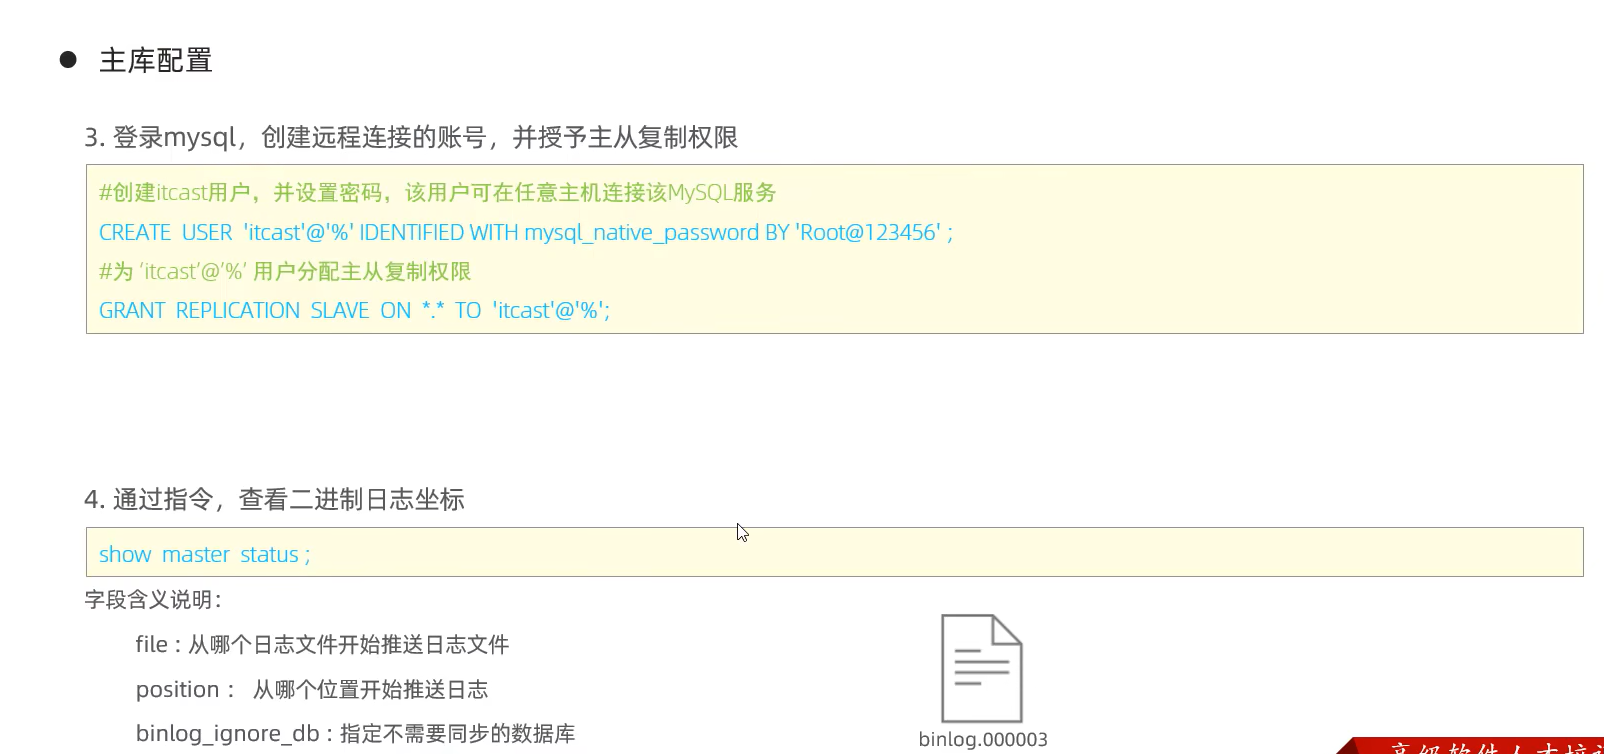 ● 主库配置
3. 登录mysql，创建远程连接的账号，并授予主从复制权限
#创建itcast用户，并设置密码，该用户可在任意主机连接该MySQL服务
CREATE USER 'itcast'@'%' IDENTIFIED WITH mysql_native_password BY 'Root@123456' ;
#为 ‘itcast’@’%’ 用户分配主从复制权限
GRANT REPLICATION SLAVE ON *.* TO 'itcast'@'%';
4. 通过指令，查看二进制日志坐标
show master status ;
字段含义说明：
file : 从哪个日志文件开始推送日志文件
position ： 从哪个位置开始推送日志
binlog_ignore_db : 指定不需要同步的数据库
binlog.000003
高级软件人才培训